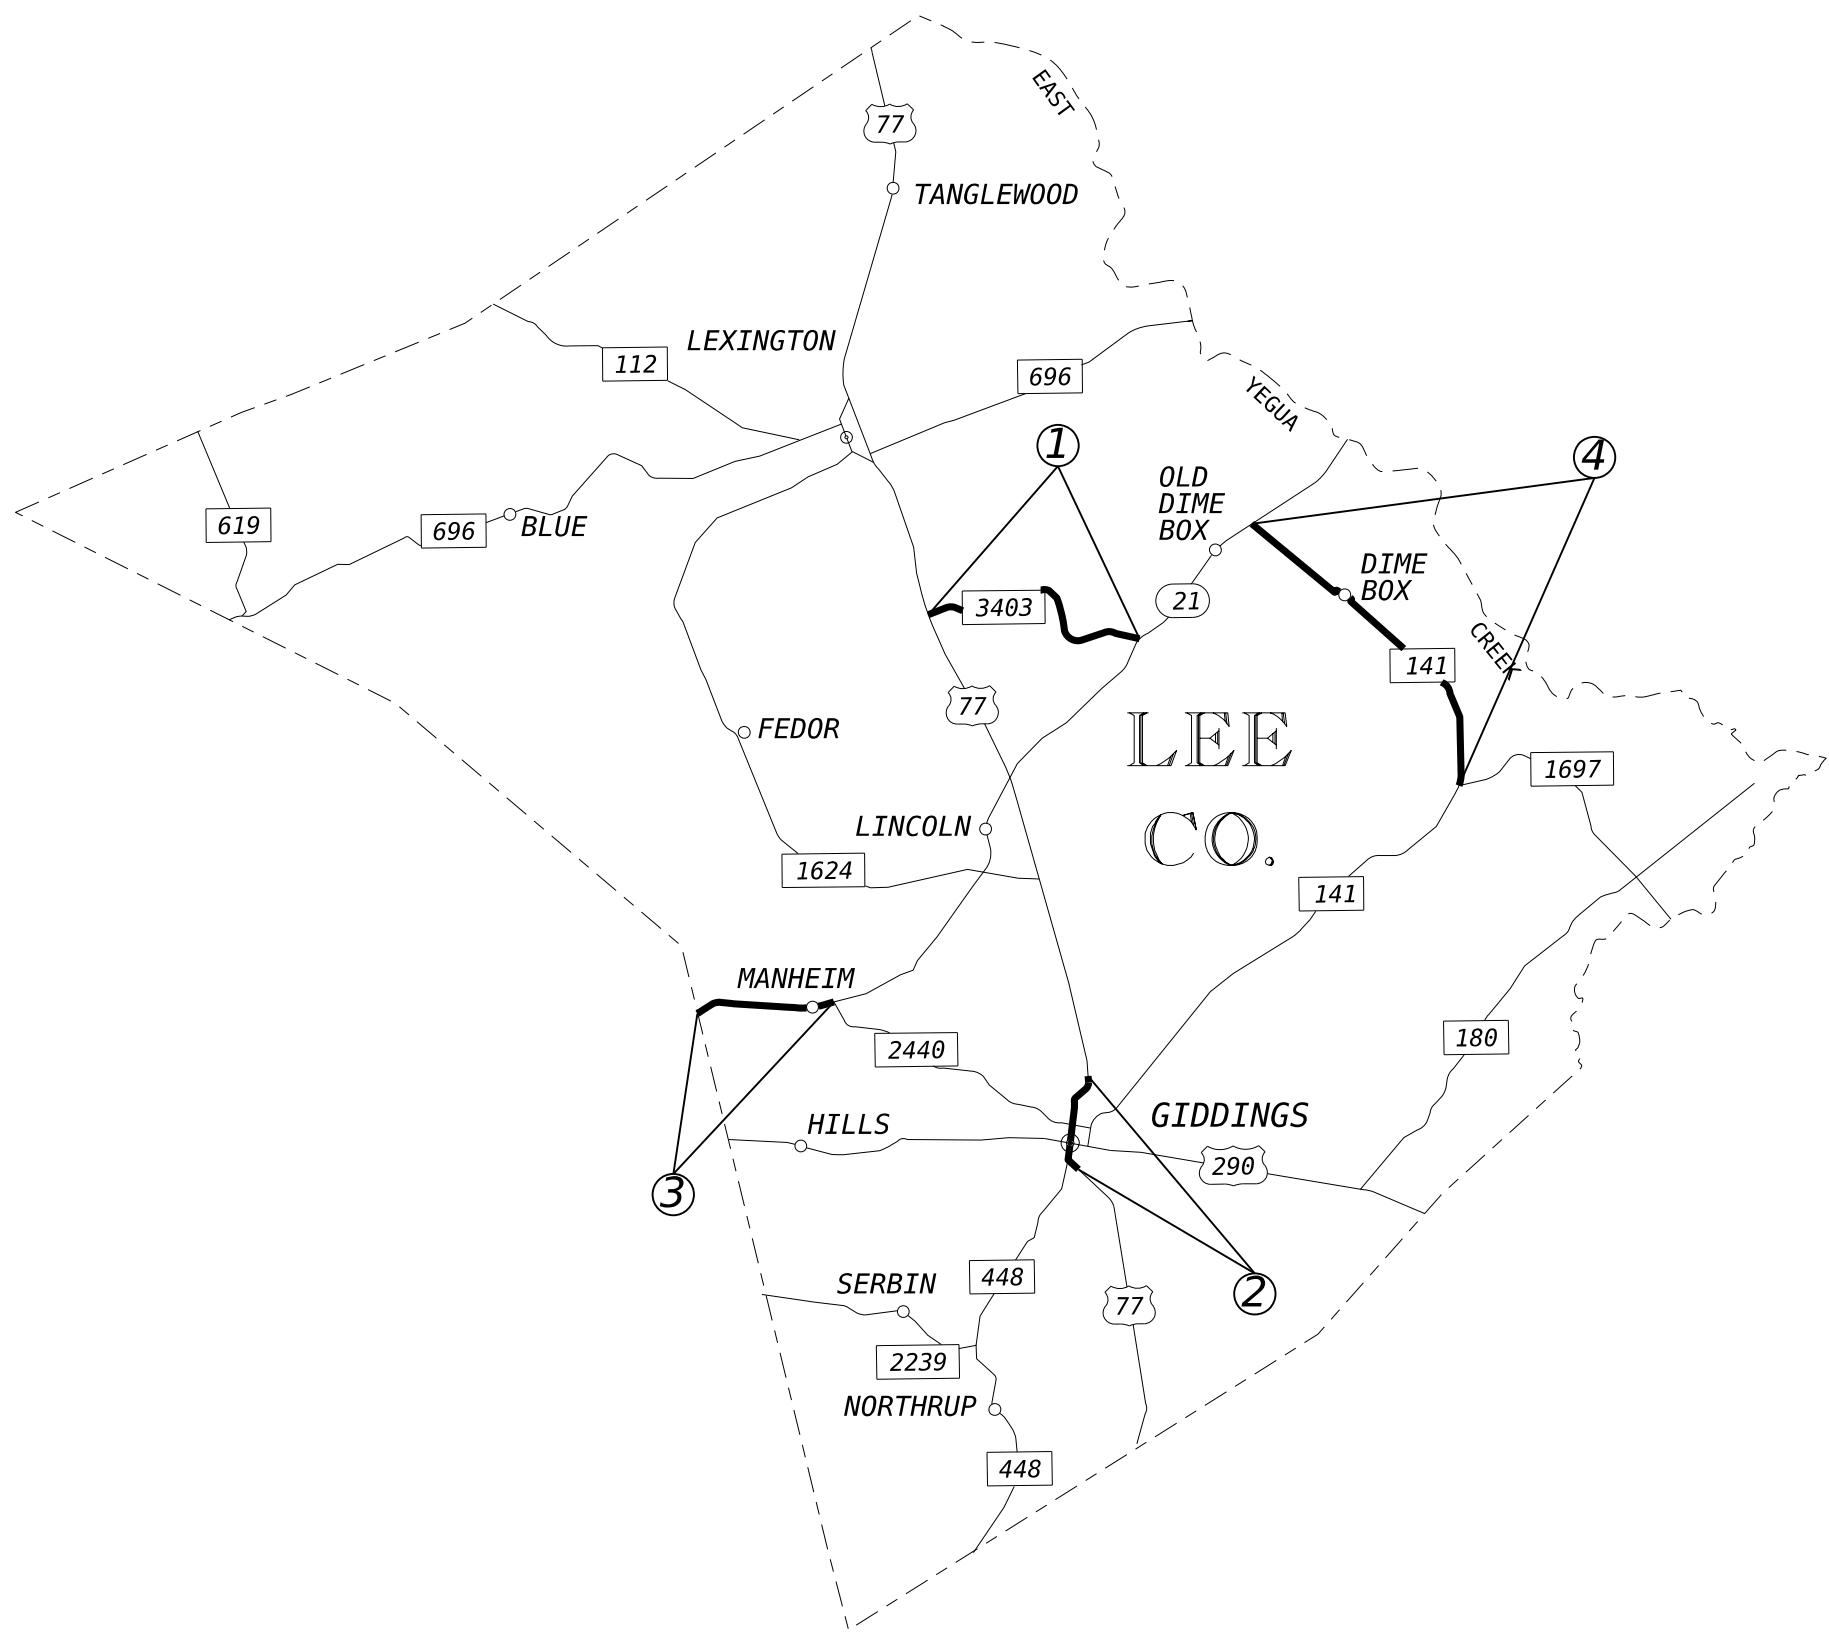 EAST
77
TANGLEWOOD
LEXINGTON
112
696
YEGUA
1
4
OLD
DIME
BOX
619
696
BLUE
DIME
BOX
3403
21
CREEK
141
77
FEDOR
LEE
CO.
1697
LINCOLN
1624
141
MANHEIM
2440
180
HILLS
GIDDINGS
290
3
SERBIN
448
77
2
2239
NORTHRUP
448